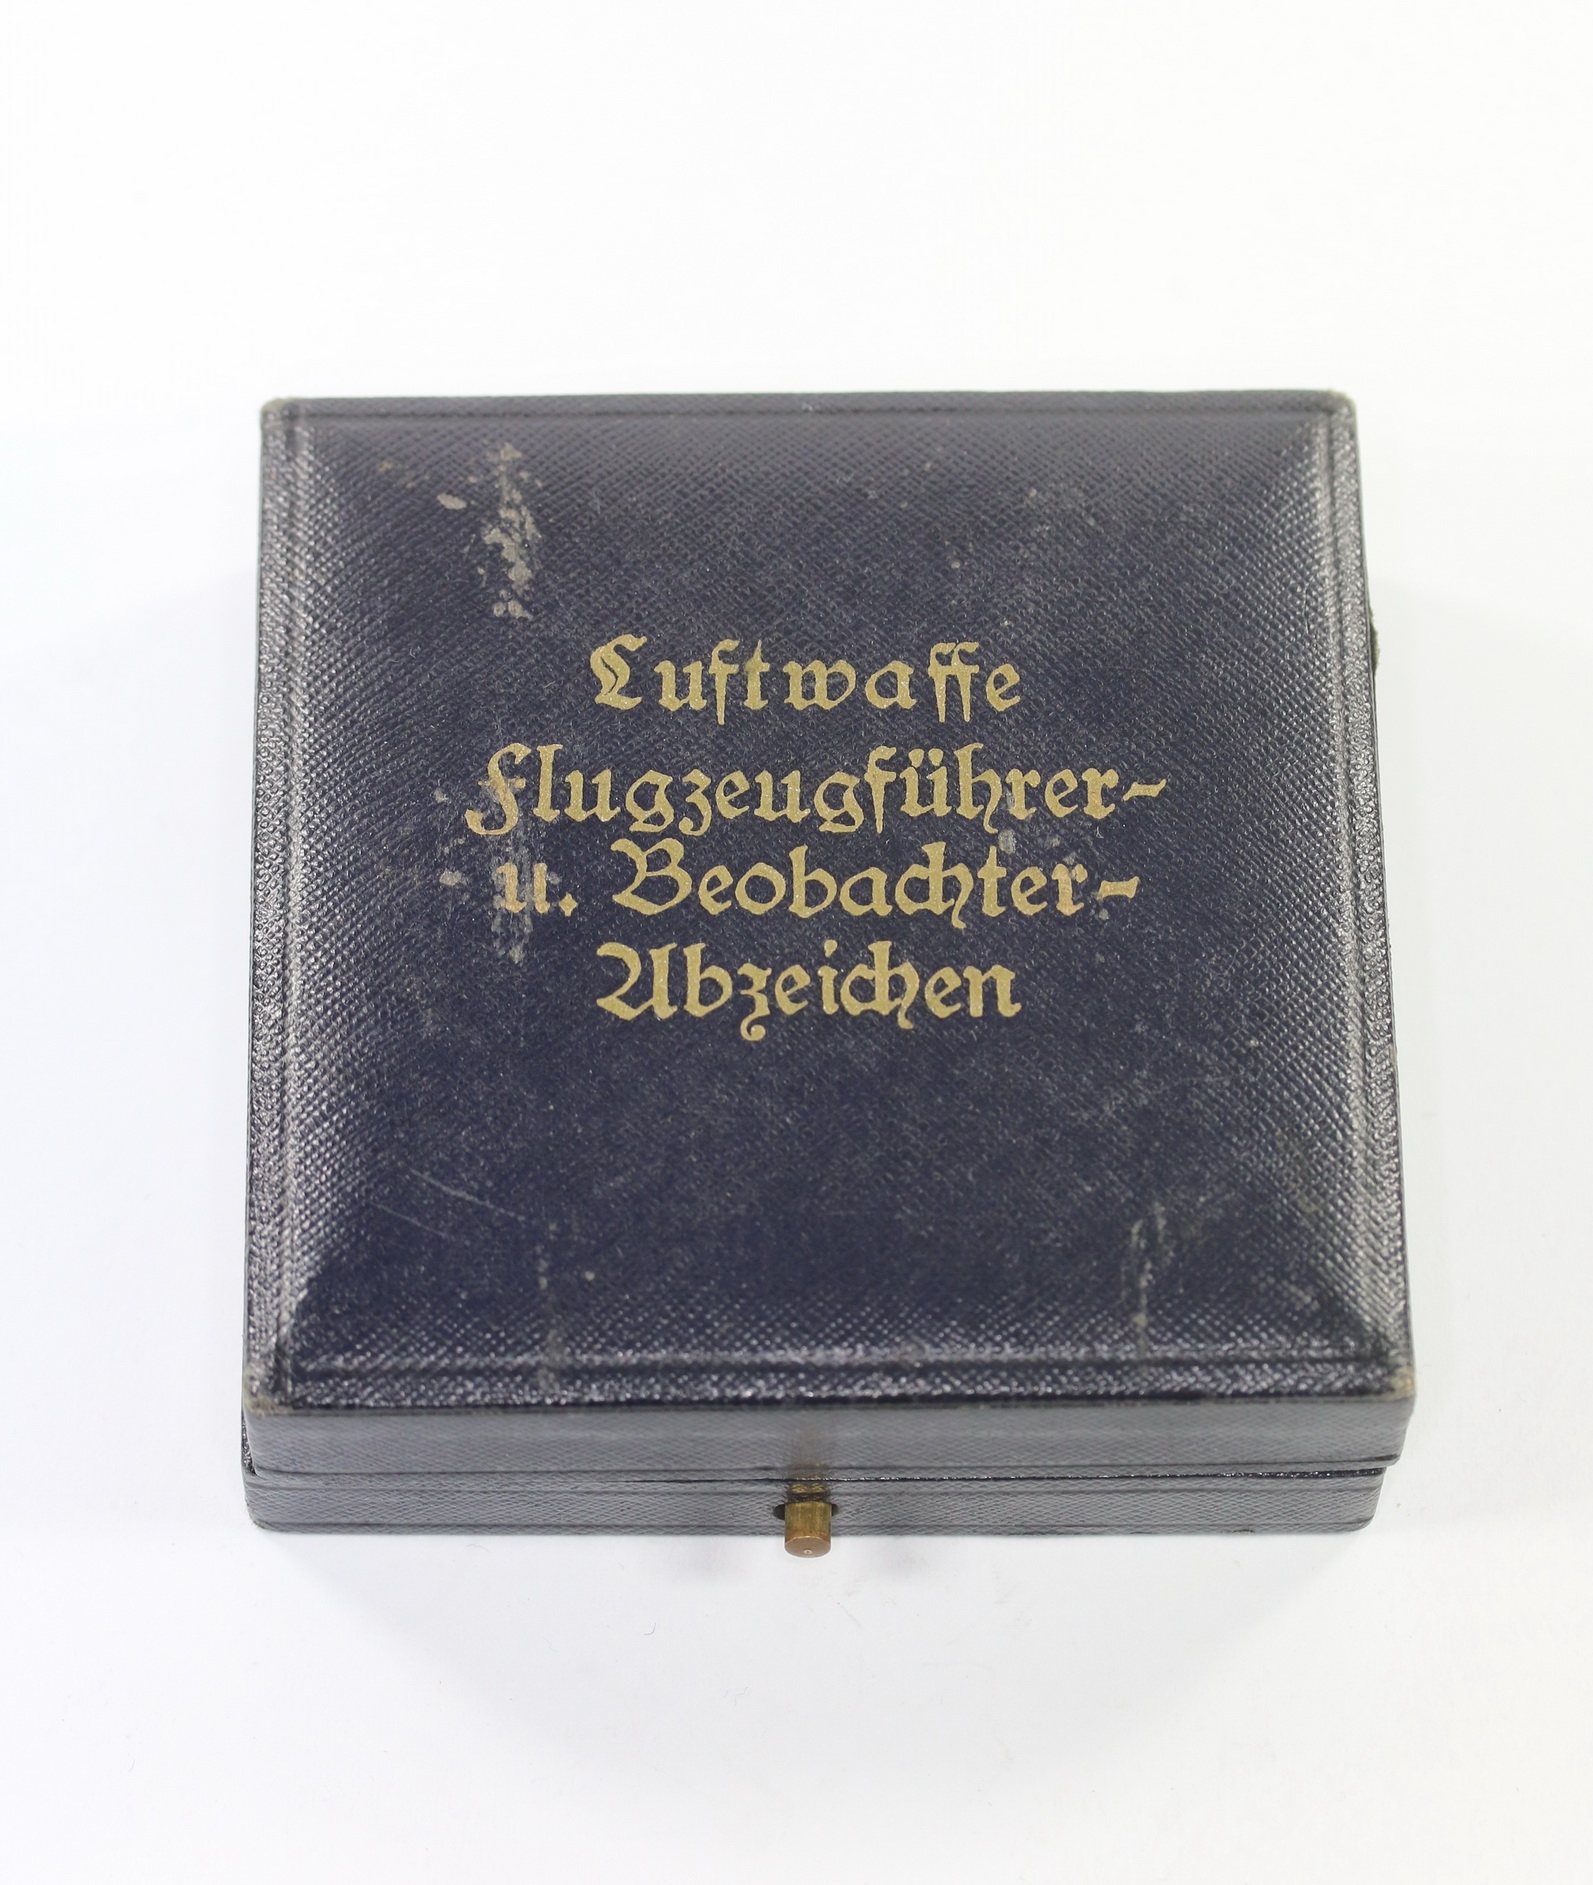 Luftwaffe
Flugzeugführer-
u. Beobachter-
Abzeichen